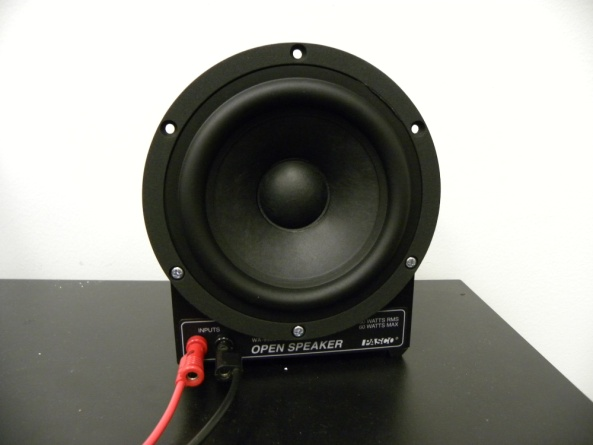 INPUTS
WATTS RMS
WATTS MAX
OPEN SPEAKER
PASCO